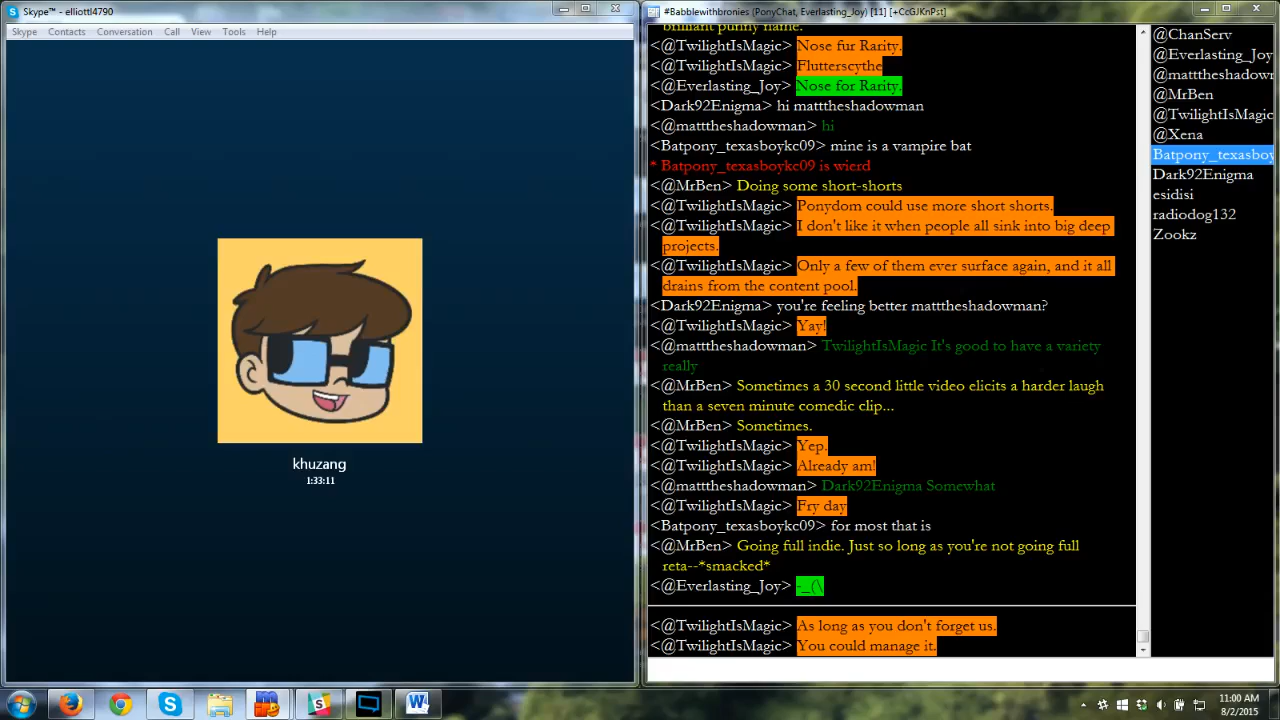 Skype™ - elliottl4790
Skype Contacts Conversation Call View Tools Help
khuzang
1:33:11
#Babblewithbronies (PonyChat, Everlasting_Joy) [11] [+CcGJKnPst]
brilliant punny name.
<@TwilightIsMagic> Nose fur Rarity.
<@TwilightIsMagic> Flutterscythe
<@Everlasting_Joy> Nose for Rarity.
<Dark92Enigma> hi matttheshadowman
<@matttheshadowman> hi
<Batpony_texasboykc09> mine is a vampire bat
* Batpony_texasboykc09 is wierd
<@MrBen> Doing some short-shorts
<@TwilightIsMagic> Ponydom could use more short shorts.
<@TwilightIsMagic> I don't like it when people all sink into big deep
projects.
<@TwilightIsMagic> Only a few of them ever surface again, and it all
drains from the content pool.
<Dark92Enigma> you're feeling better matttheshadowman?
<@TwilightIsMagic> Yay!
<@matttheshadowman> TwilightIsMagic It's good to have a variety
really
<@MrBen> Sometimes a 30 second little video elicits a harder laugh
than a seven minute comedic clip...
<@MrBen> Sometimes.
<@TwilightIsMagic> Yep.
<@TwilightIsMagic> Already am!
<@matttheshadowman> Dark92Enigma Somewhat
<@TwilightIsMagic> Fry day
<Batpony_texasboykc09> for most that is
<@MrBen> Going full indie. Just so long as you're not going full
reta--*smacked*
<@Everlasting_Joy> -_(\
<@TwilightIsMagic> As long as you don't forget us.
<@TwilightIsMagic> You could manage it.
@ChanServ
@Everlasting_Joy
@matttheshadown
@MrBen
@TwilightIsMagic
@Xena
Batpony_texasboy
Dark92Enigma
esidisi
radiodog132
Zookz
11:00 AM
8/2/2015